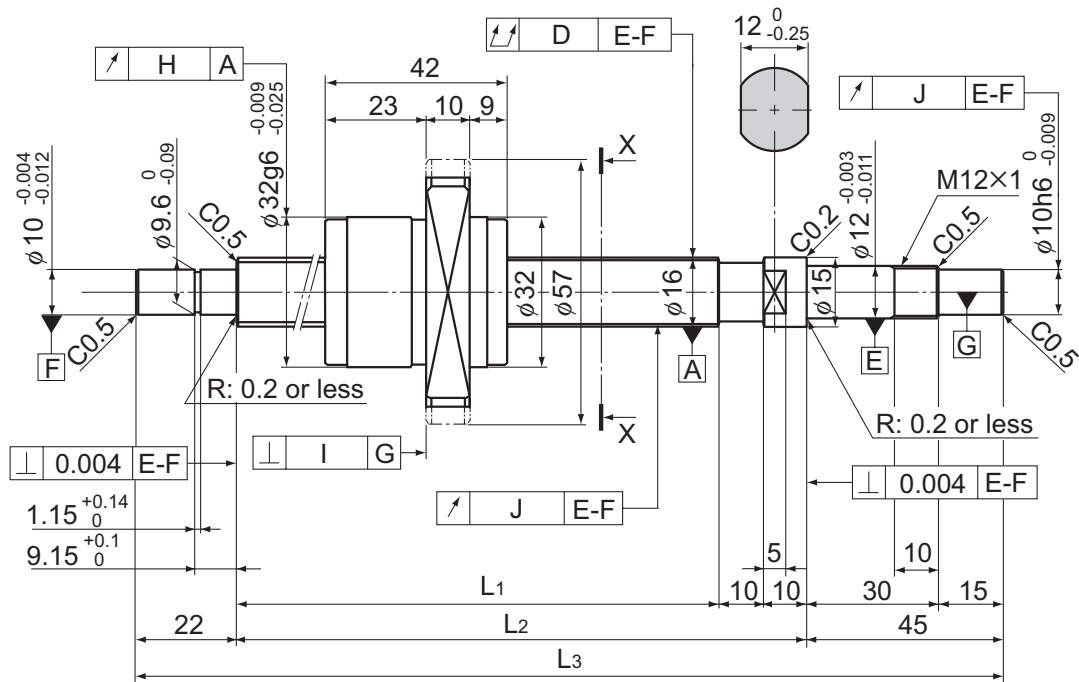 12 0 -0.25
D E-F
H A
42
J E-F
23 10 9
X
M12×1
φ10 -0.004 -0.012
φ9.6 0 -0.09
C0.5
φ32g6 -0.009 -0.025
C0.2
φ12 -0.003 -0.011
C0.5
φ10h6 0 -0.009
φ32
φ57
φ16
φ15
C0.5
F
A
E
G
C0.5
R: 0.2 or less
R: 0.2 or less
X
⊥ I G
⊥ 0.004 E-F
⊥ 0.004 E-F
J E-F
1.15 +0.14 0
9.15 +0.1 0
5
10
L1
10 10 30 15
22 L2 45
L3